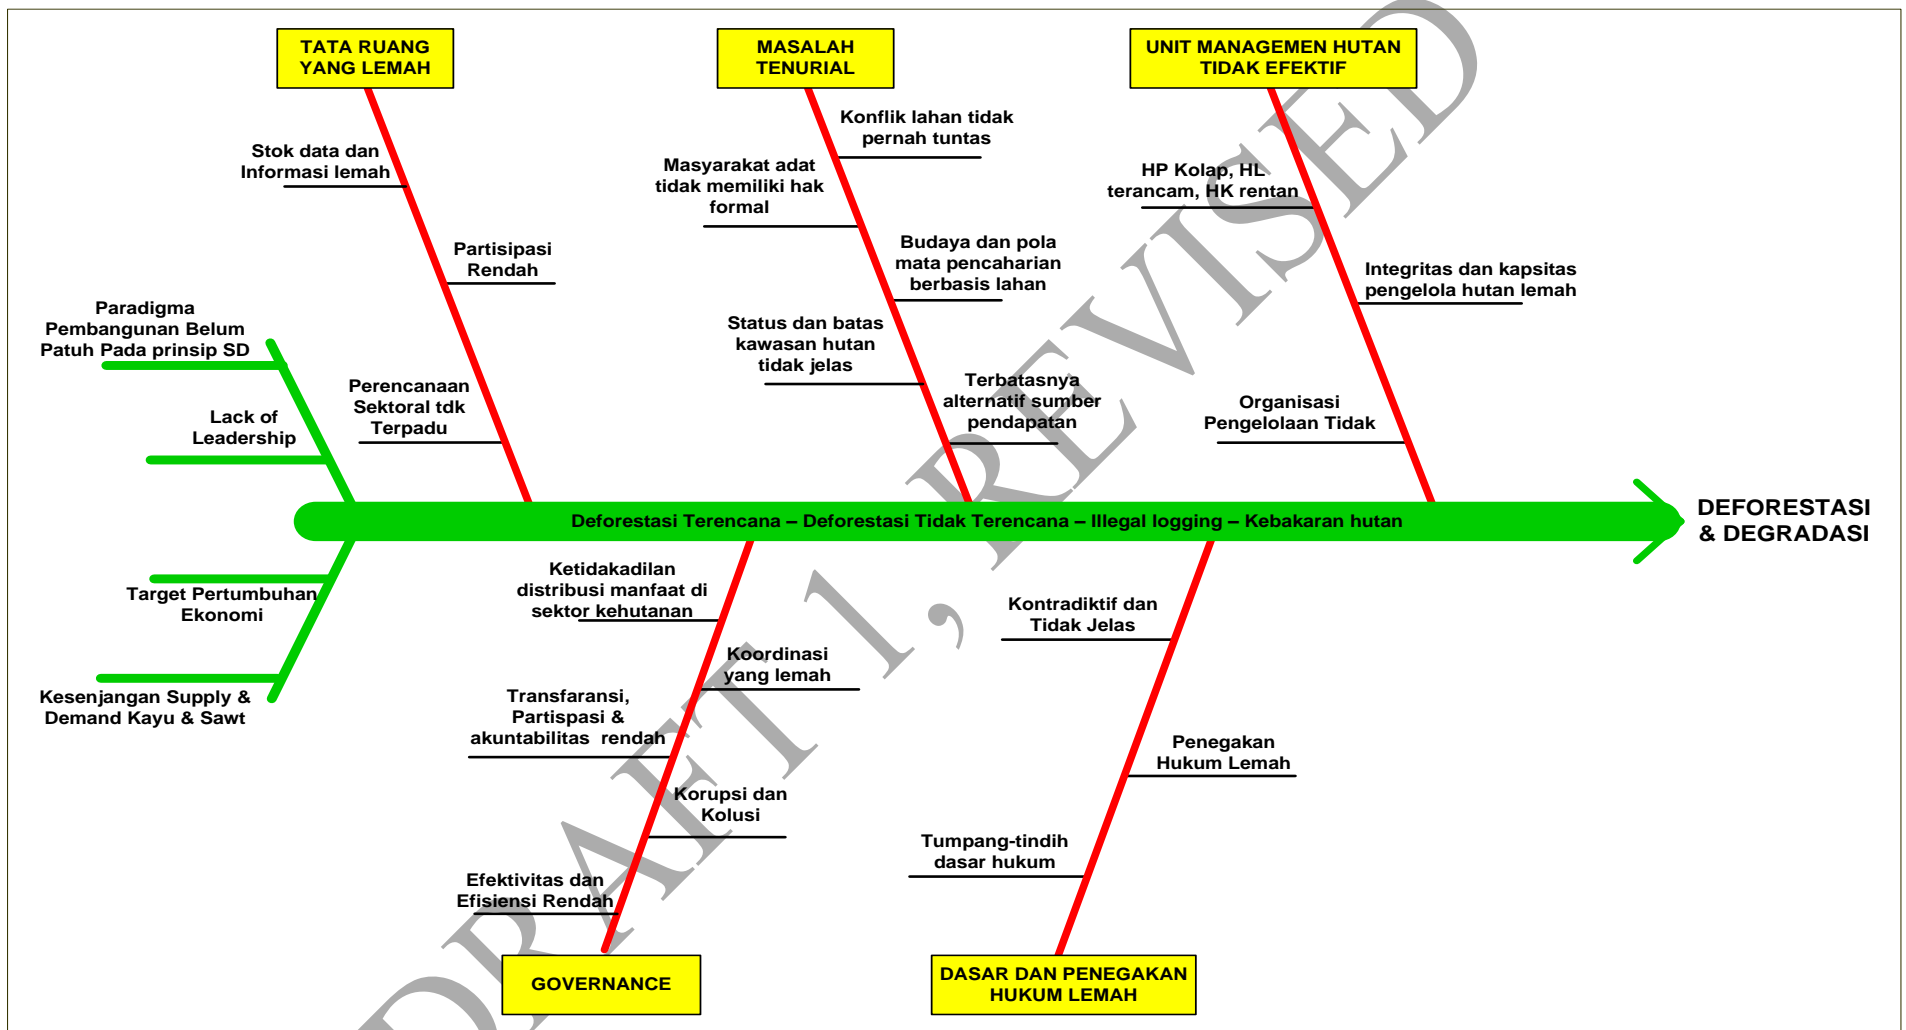 TATA RUANG
YANG LEMAH
MASALAH
TENURIAL
UNIT MANAGEMEN HUTAN
TIDAK EFEKTIF
Stok data dan
Informasi lemah
Partisipasi
Rendah
Perencanaan
Sektoral tdk
Terpadu
Konflik lahan tidak
pernah tuntas
Masyarakat adat
tidak memiliki hak
formal
Budaya dan pola
mata pencaharian
berbasis lahan
Status dan batas
kawasan hutan
tidak jelas
Terbatasnya
alternatif sumber
pendapatan
HP Kolap, HL
terancam, HK rentan
Integritas dan kapsitas
pengelola hutan lemah
Organisasi
Pengelolaan Tidak
Paradigma
Pembangunan Belum
Patuh Pada prinsip SD
Lack of
Leadership
Deforestasi Terencana – Deforestasi Tidak Terencana – Illegal logging – Kebakaran hutan
DEFORESTASI
& DEGRADASI
Target Pertumbuhan
Ekonomi
Kesenjangan Supply &
Demand Kayu & Sawt
Ketidakadilan
distribusi manfaat di
sektor kehutanan
Koordinasi
yang lemah
Transfaransi,
Partispasi &
akuntabilitas rendah
Korupsi dan
Kolusi
Efektivitas dan
Efisiensi Rendah
Kontradiktif dan
Tidak Jelas
Penegakan
Hukum Lemah
Tumpang-tindih
dasar hukum
GOVERNANCE
DASAR DAN PENEGAKAN
HUKUM LEMAH
DRAFT 1, REVISED